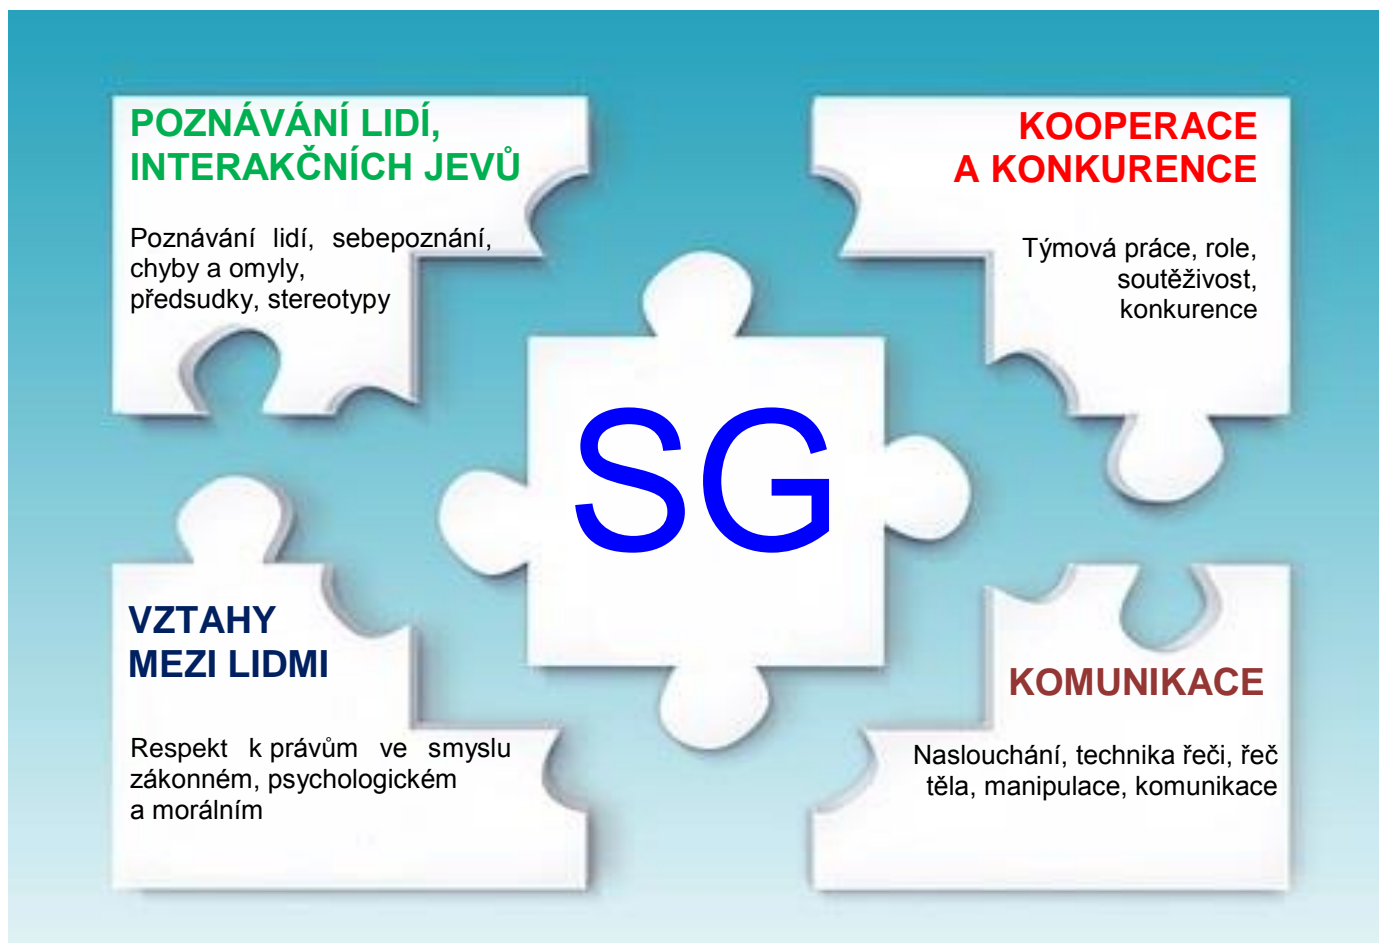 POZNÁVÁNÍ LIDÍ,
INTERAKČNÍCH JEVŮ
Poznávání lidí, sebepoznání,
chyby a omyly,
předsudky, stereotypy
KOOPERACE
A KONKURENCE
Týmová práce, role,
soutěživost,
konkurence
SG
VZTAHY
MEZI LIDMI
Respekt k právům ve smyslu
zákonném, psychologickém
a morálním
KOMUNIKACE
Naslouchání, technika řeči, řeč
těla, manipulace, komunikace